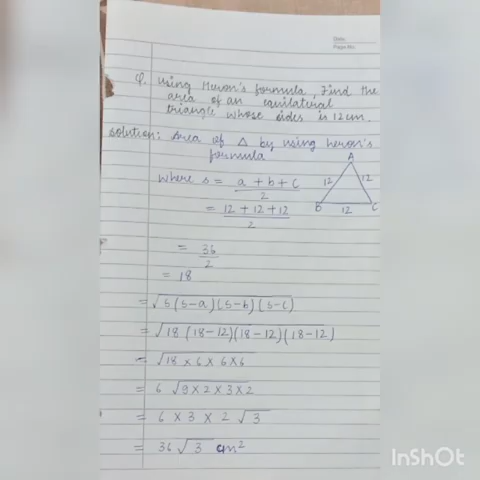 Date:
Page No:
Q. Using Heron's formula, Find the
area of an equilateral
triangle whose sides is 12 cm.
Solution: Area of △ by using heron's
formula
where s = a + b + c / 2
= 12 + 12 + 12 / 2
A
12
12
B
12
C
= 36 / 2
= 18
= √s(s-a)(s-b)(s-c)
= √18 (18-12)(18-12)(18-12)
= √18 × 6 × 6 × 6
= 6 √9 × 2 × 3 × 2
= 6 × 3 × 2 √3
= 36 √3 cm²
InShOt